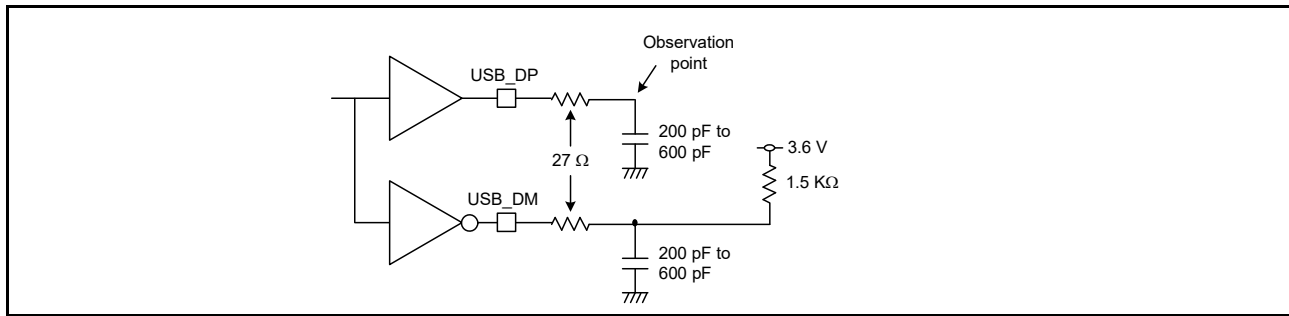 Observation
point
USB_DP
200 pF to
600 pF
3.6 V
27 Ω
1.5 KΩ
USB_DM
200 pF to
600 pF